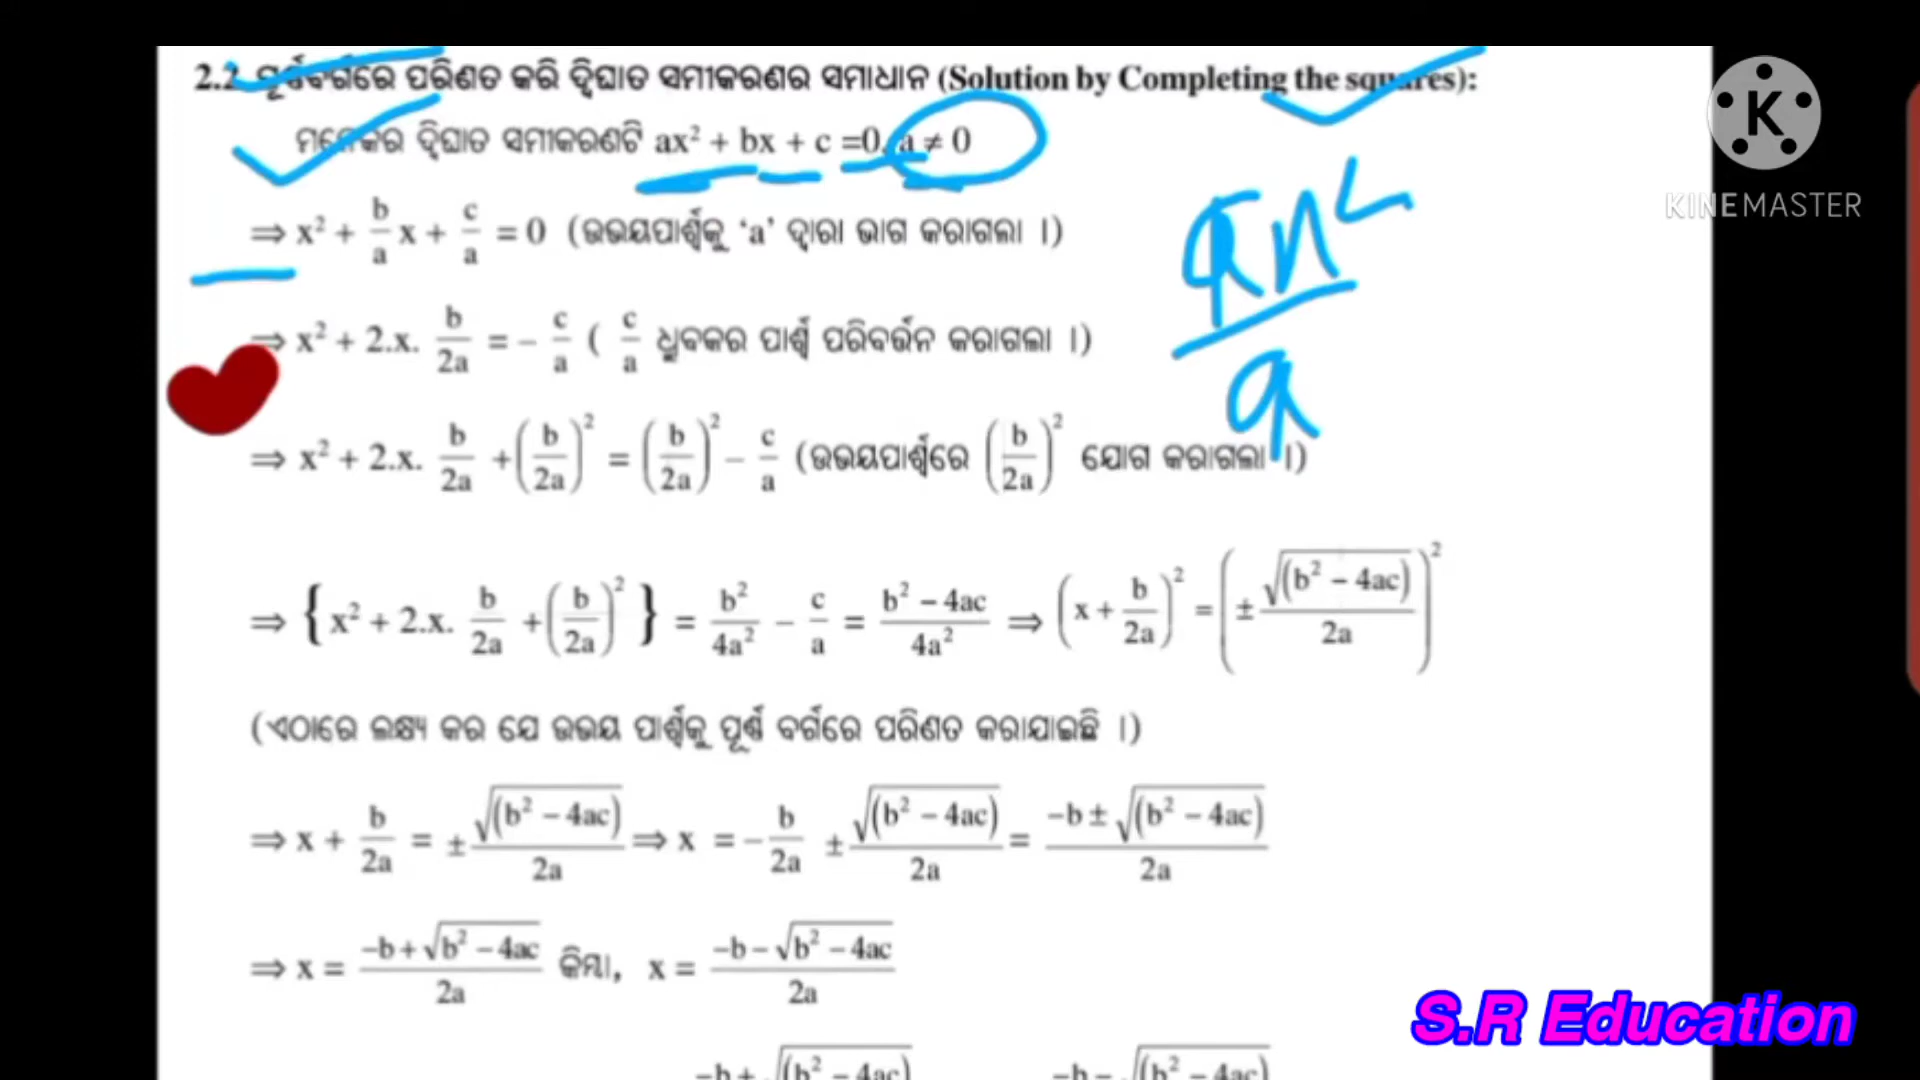 2.2 ପୂର୍ଣ୍ଣବର୍ଗରେ ପରିଣତ କରି ଦ୍ୱିଘାତ ସମୀକରଣର ସମାଧାନ (Solution by Completing the squares):
ମନେକର ଦ୍ୱିଘାତ ସମୀକରଣଟି ax² + bx + c =0, a ≠ 0
⇒ x² + b/a x + c/a = 0 (ଉଭୟପାର୍ଶ୍ୱକୁ ‘a’ ଦ୍ୱାରା ଭାଗ କରାଗଲା ।)
⇒ x² + 2.x. b/2a = – c/a ( c/a ଧ୍ରୁବକର ପାର୍ଶ୍ୱ ପରିବର୍ତ୍ତନ କରାଗଲା ।)
⇒ x² + 2.x. b/2a + (b/2a)² = (b/2a)² – c/a (ଉଭୟପାର୍ଶ୍ୱରେ (b/2a)² ଯୋଗ କରାଗଲା ।)
⇒ { x² + 2.x. b/2a + (b/2a)² } = b²/4a² – c/a = b² – 4ac/4a² ⇒ (x + b/2a)² = (± √(b² – 4ac)/2a)²
(ଏଠାରେ ଲକ୍ଷ୍ୟ କର ଯେ ଉଭୟ ପାର୍ଶ୍ୱକୁ ପୂର୍ଣ୍ଣ ବର୍ଗରେ ପରିଣତ କରାଯାଇଛି ।)
⇒ x + b/2a = ± √(b² – 4ac)/2a ⇒ x = – b/2a ± √(b² – 4ac)/2a = –b ± √(b² – 4ac)/2a
⇒ x = –b + √b² – 4ac/2a କିମ୍ବା, x = –b – √b² – 4ac/2a
–b + √(b² – 4ac) –b – √(b² – 4ac)
K
KINEMASTER
S.R Education